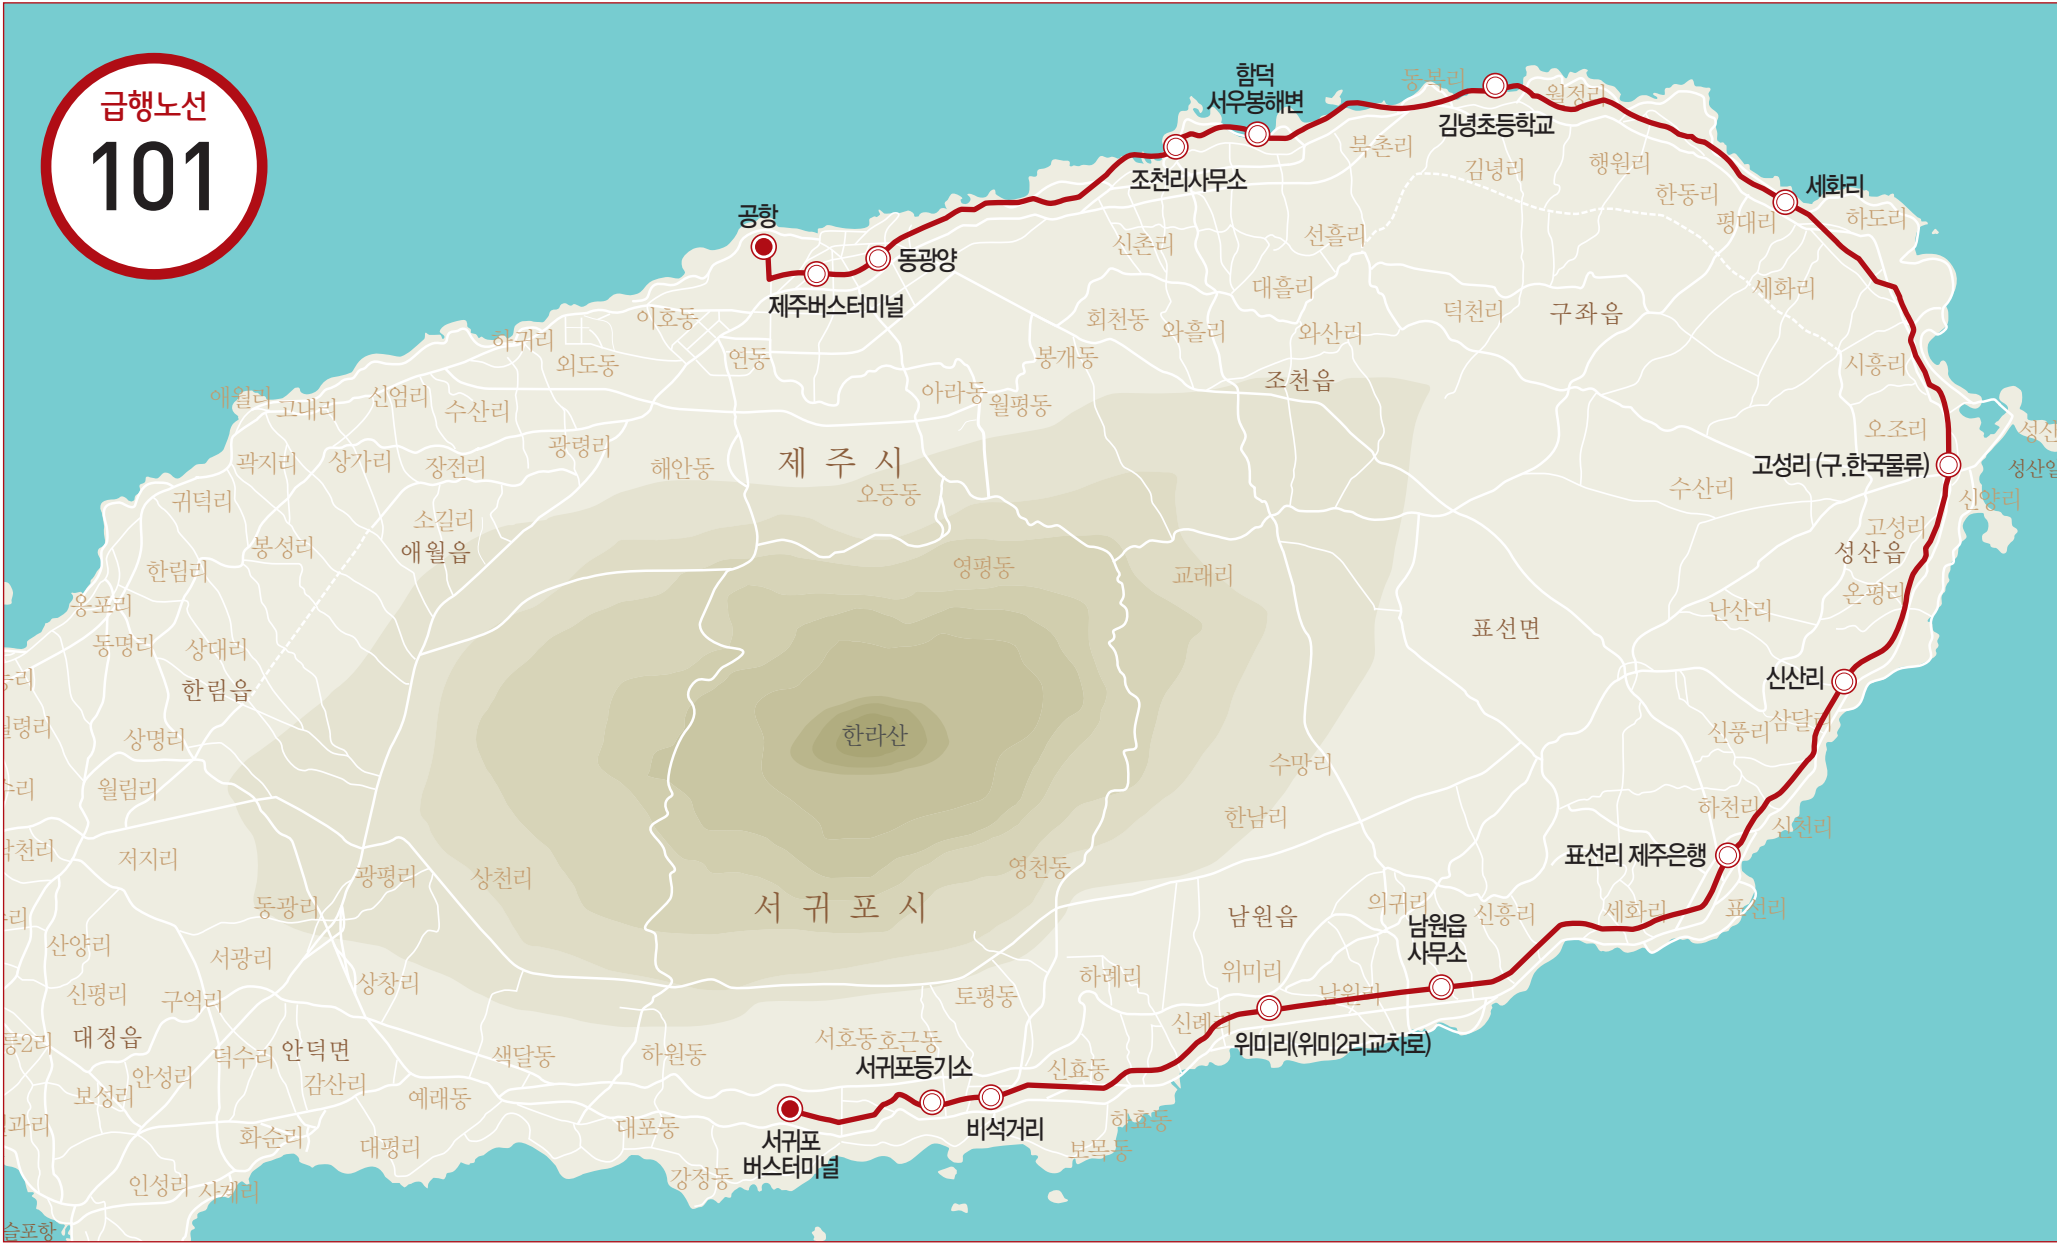 급행노선
101
함덕
서우봉해변
동복리
월정리
김녕초등학교
북촌리
김녕리
행원리
한동리
세화리
평대리
하도리
조천리사무소
공항
동광양
제주버스터미널
신촌리
선흘리
대흘리
세화리
이호동
회천동
와흘리
와산리
덕천리
구좌읍
하귀리
외도동
연동
봉개동
시흥리
조천읍
애월리
고내리
신엄리
수산리
아라동
월평동
광령리
오조리
곽지리
상가리
장전리
해안동
제주시
고성리 (구.한국물류)
성산일
귀덕리
오등동
수산리
신양리
소길리
고성리
봉성리
애월읍
성산읍
한림리
영평동
교래리
온평리
옹포리
난산리
동명리
상대리
표선면
한림읍
신산리
상명리
한라산
신풍리
삼달리
월림리
수망리
하천리
한남리
신천리
저지리
표선리 제주은행
광평리
상천리
영천동
동광리
서귀포시
남원읍
의귀리
신흥리
세화리
표선리
남원읍
사무소
산양리
서광리
상창리
하례리
위미리
신평리
구억리
토평동
남원리
신례리
대정읍
안덕면
덕수리
색달동
하원동
서호동
호근동
위미리(위미2리교차로)
서귀포등기소
신효동
안성리
보성리
감산리
예래동
하효동
비석거리
대포동
서귀포
버스터미널
화순리
대평리
보목동
강정동
인성리
사계리
슬포항